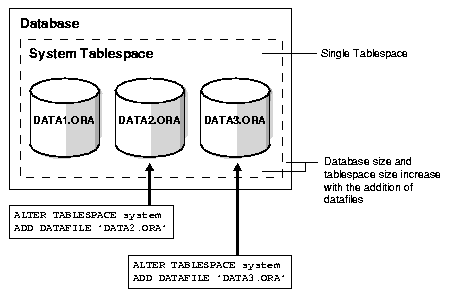 Database
System Tablespace
Single Tablespace
DATA1.ORA
DATA2.ORA
DATA3.ORA
Database size and
tablespace size increase
with the addition of
datafiles
ALTER TABLESPACE system
ADD DATAFILE 'DATA2.ORA'
ALTER TABLESPACE system
ADD DATAFILE 'DATA3.ORA'